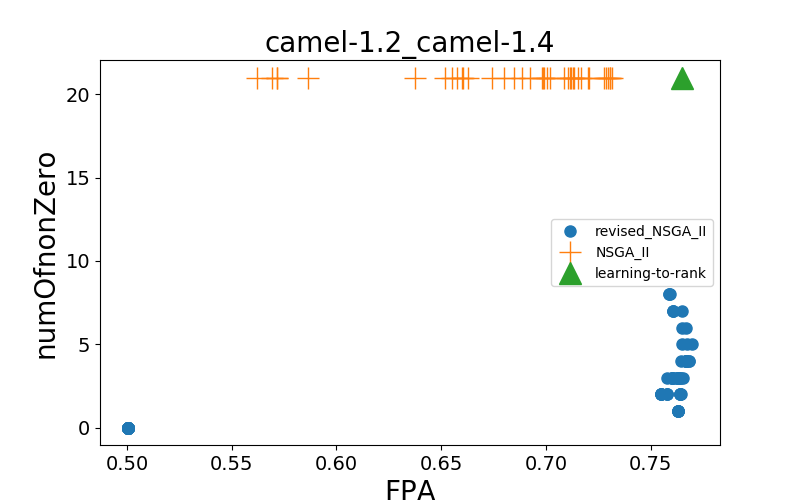 camel-1.2_camel-1.4
numOfnonZero
20
15
10
5
0
revised_NSGA_II
NSGA_II
learning-to-rank
0.50 0.55 0.60 0.65 0.70 0.75
FPA